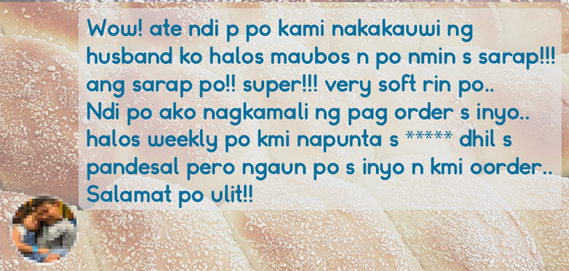 Wow! ate ndi p po kami nakakauwi ng
husband ko halos maubos n po nmin s sarap!!!
ang sarap po!! super!!! very soft rin po..
Ndi po ako nagkamali ng pag order s inyo..
halos weekly po kmi napunta s ***** dhil s
pandesal pero ngaun po s inyo n kmi oorder..
Salamat po ulit!!